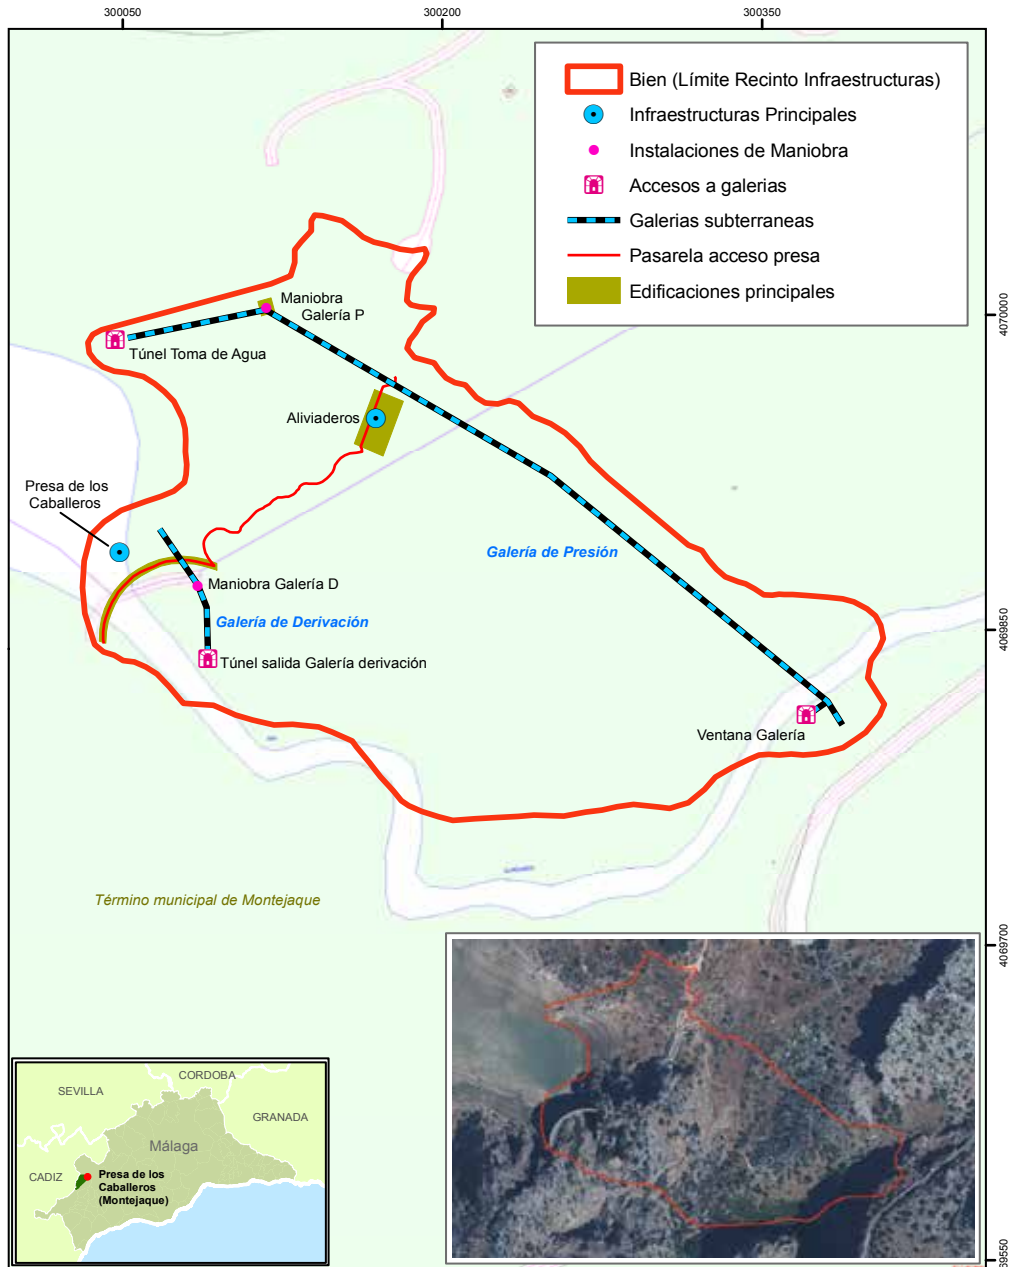 300050
300200
300350
Bien (Límite Recinto Infraestructuras)
Infraestructuras Principales
Instalaciones de Maniobra
Accesos a galerias
Galerias subterraneas
Pasarela acceso presa
Edificaciones principales
4070000
Maniobra
Galería P
Túnel Toma de Agua
Aliviaderos
Presa de los
Caballeros
Galería de Presión
Maniobra Galería D
Galería de Derivación
4069850
Túnel salida Galería derivación
Ventana Galería
Término municipal de Montejaque
4069700
CORDOBA
SEVILLA
GRANADA
Málaga
CADIZ
Presa de los
Caballeros
(Montejaque)
69550